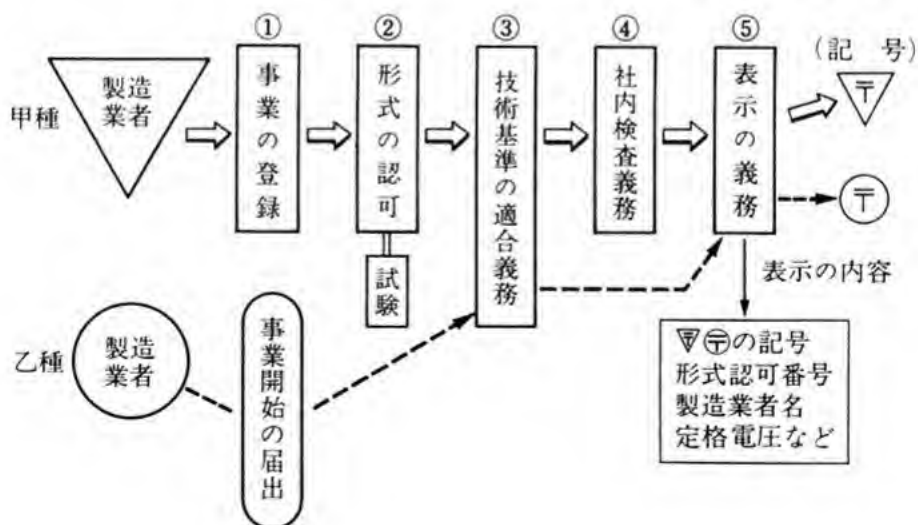 ① ② ③ ④ ⑤
(記 号)
甲種
製造
業者
事業の登録
形式の認可
試験
技術基準の適合義務
社内検査義務
表示の義務
〒
〒
乙種
製造
業者
事業開始の届出
表示の内容
〒〒の記号
形式認可番号
製造業者名
定格電圧など